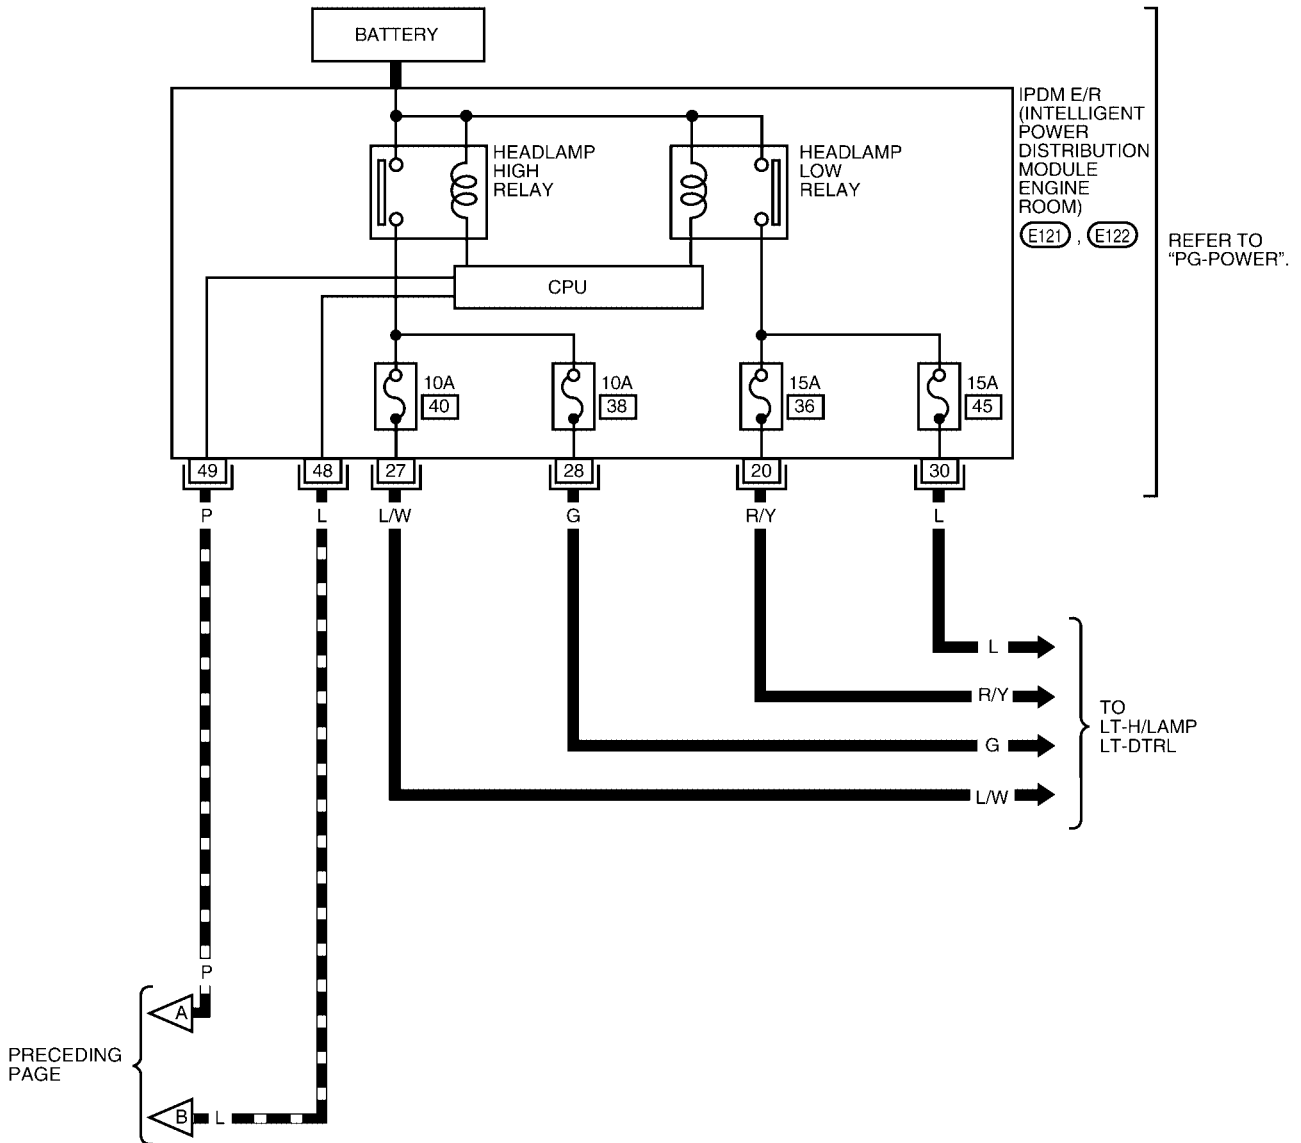 BATTERY
IPDM E/R
(INTELLIGENT
POWER
DISTRIBUTION
MODULE
ENGINE
ROOM)
E121 , E122
HEADLAMP
HIGH
RELAY
HEADLAMP
LOW
RELAY
REFER TO
“PG-POWER”.
CPU
10A
40
10A
38
15A
36
15A
45
49
48
27
28
20
30
P
L
L/W
G
R/Y
L
L
R/Y
G
L/W
TO
LT-H/LAMP
LT-DTRL
P
A
PRECEDING
PAGE
B
L